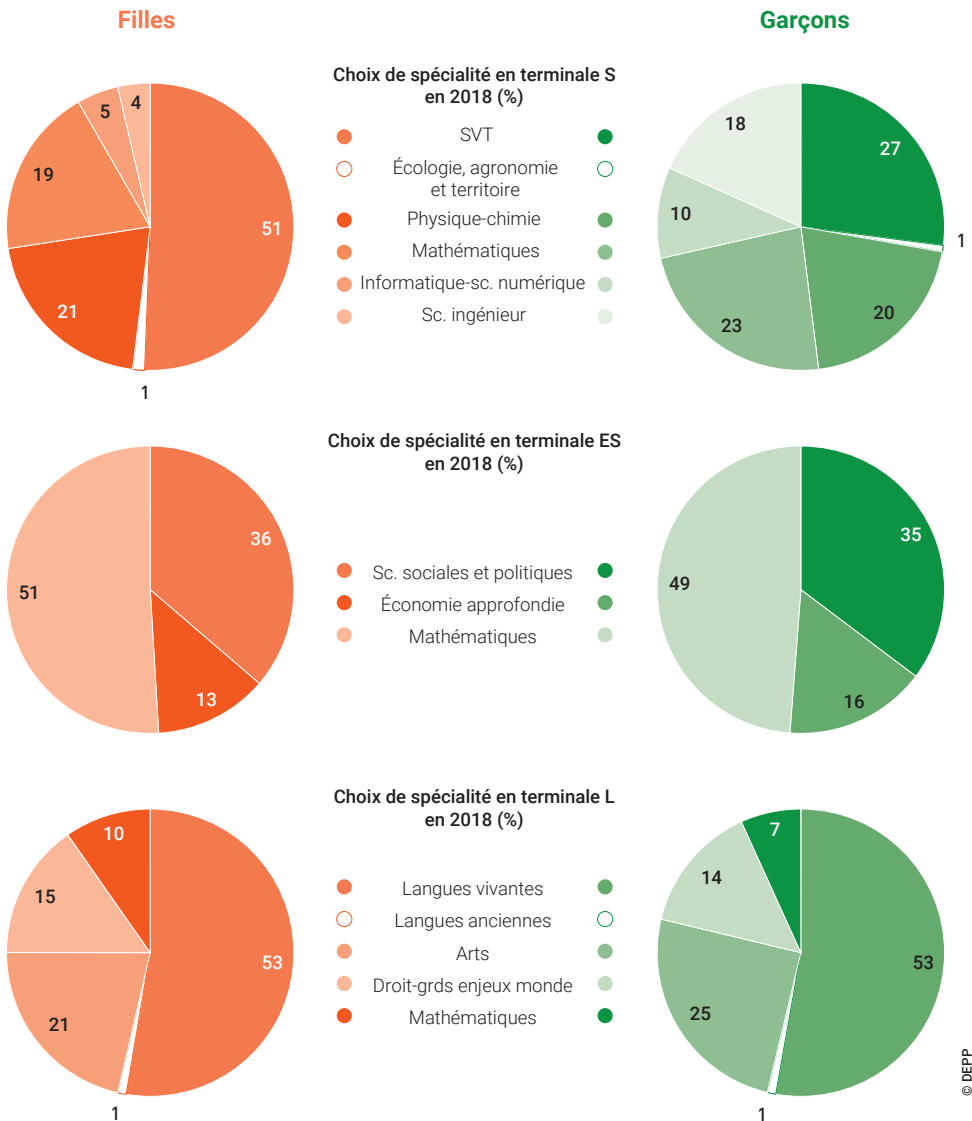 Filles
Garçons
Choix de spécialité en terminale S
en 2018 (%)
SVT
Écologie, agronomie
et territoire
Physique-chimie
Mathématiques
Informatique-sc. numérique
Sc. ingénieur
4
5
19
21
1
51
18
27
10
1
23
20
Choix de spécialité en terminale ES
en 2018 (%)
Sc. sociales et politiques
Économie approfondie
Mathématiques
36
51
13
35
49
16
Choix de spécialité en terminale L
en 2018 (%)
Langues vivantes
Langues anciennes
Arts
Droit-grds enjeux monde
Mathématiques
10
15
53
21
1
7
14
53
25
1
© DEPP